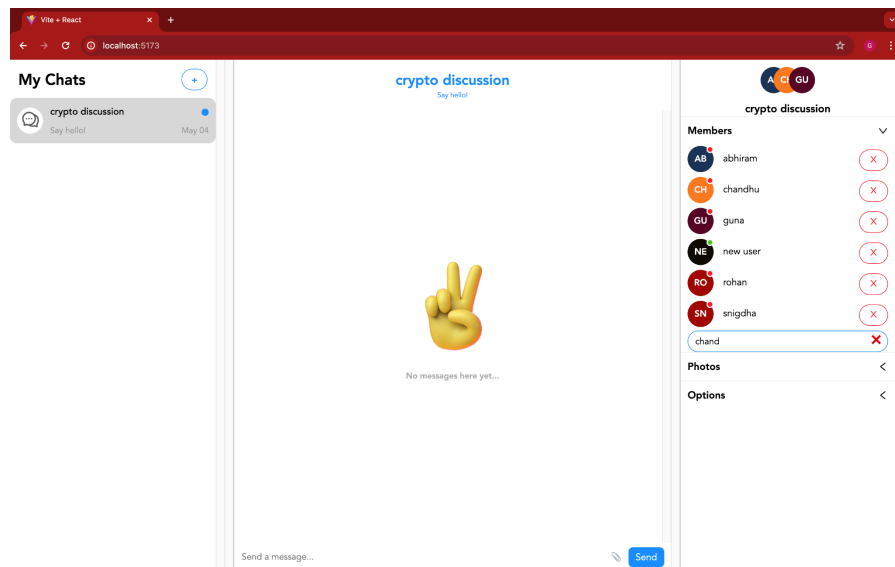 Vite + React
localhost:5173
G
My Chats
+
crypto discussion
Say hello!
May 04
crypto discussion
Say hello!
No messages here yet...
Send a message...
Send
A CH GU
crypto discussion
Members
AB abhiram X
CH chandhu X
GU guna X
NE new user X
RO rohan X
SN snigdha X
chand
Photos
Options